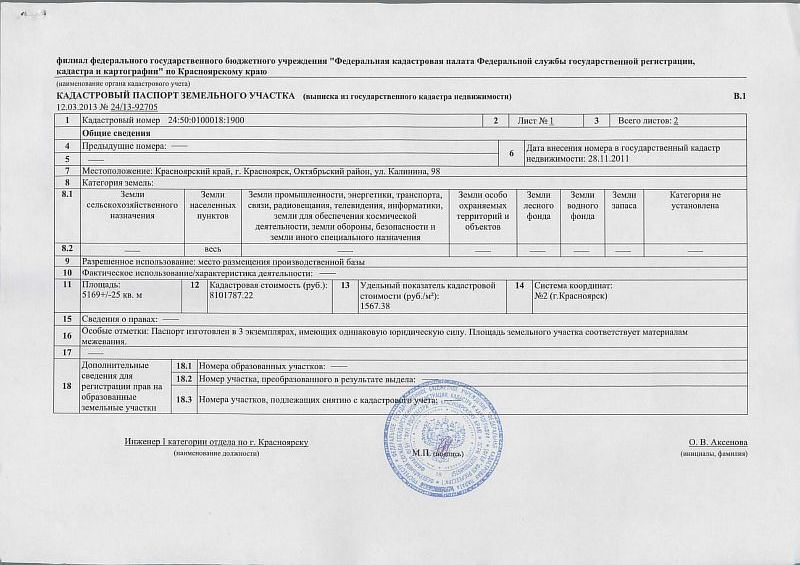 филиал федерального государственного бюджетного учреждения "Федеральная кадастровая палата Федеральной службы государственной регистрации,
кадастра и картографии" по Красноярскому краю
(наименование органа кадастрового учета)
КАДАСТРОВЫЙ ПАСПОРТ ЗЕМЕЛЬНОГО УЧАСТКА (выписка из государственного кадастра недвижимости) В.1
12.03.2013 № 24/13-92705
1 Кадастровый номер 24:50:0100018:1900 2 Лист № 1 3 Всего листов: 2
Общие сведения
4 Предыдущие номера: ——
5 ——
6 Дата внесения номера в государственный кадастр
недвижимости: 28.11.2011
7 Местоположение: Красноярский край, г. Красноярск, Октябрьский район, ул. Калинина, 98
8 Категория земель:
8.1 Земли
сельскохозяйственного
назначения
Земли
населенных
пунктов
Земли промышленности, энергетики, транспорта,
связи, радиовещания, телевидения, информатики,
земли для обеспечения космической
деятельности, земли обороны, безопасности и
земли иного специального назначения
Земли особо
охраняемых
территорий и
объектов
Земли
лесного
фонда
Земли
водного
фонда
Земли
запаса
Категория не
установлена
8.2 —— весь —— —— —— —— —— ——
9 Разрешенное использование: место размещения производственной базы
10 Фактическое использование/характеристика деятельности: ——
11 Площадь:
5169+/-25 кв. м
12 Кадастровая стоимость (руб.):
8101787.22
13 Удельный показатель кадастровой
стоимости (руб./м²):
1567.38
14 Система координат:
№2 (г.Красноярск)
15 Сведения о правах: ——
16 Особые отметки: Паспорт изготовлен в 3 экземплярах, имеющих одинаковую юридическую силу. Площадь земельного участка соответствует материалам
межевания.
17 ——
18 Дополнительные
сведения для
регистрации прав на
образованные
земельные участки
18.1 Номера образованных участков: ——
18.2 Номер участка, преобразованного в результате выдела: ——
18.3 Номера участков, подлежащих снятию с кадастрового учета: ——
Инженер I категории отдела по г. Красноярску
(наименование должности)
М.П. (подпись)
О. В. Аксенова
(инициалы, фамилия)